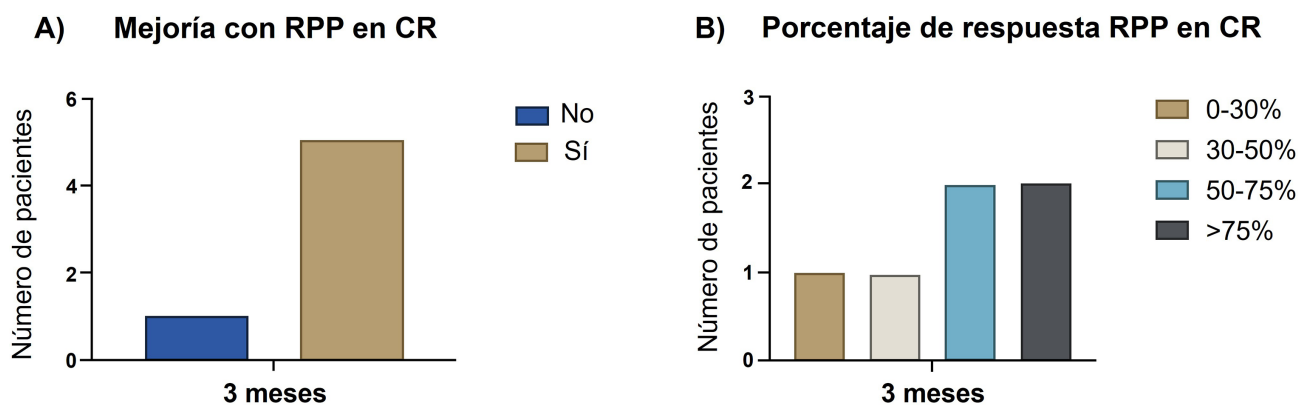 A) Mejoría con RPP en CR
Número de pacientes
6
4
2
0
3 meses
No
Sí
B) Porcentaje de respuesta RPP en CR
Número de pacientes
3
2
1
0
3 meses
0-30%
30-50%
50-75%
>75%